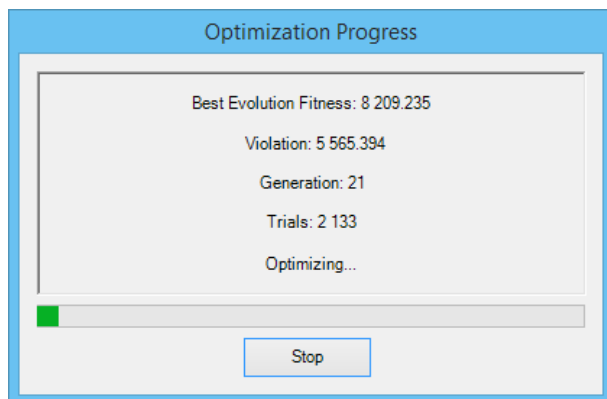 Optimization Progress
Best Evolution Fitness: 8 209.235
Violation: 5 565.394
Generation: 21
Trials: 2 133
Optimizing...
Stop